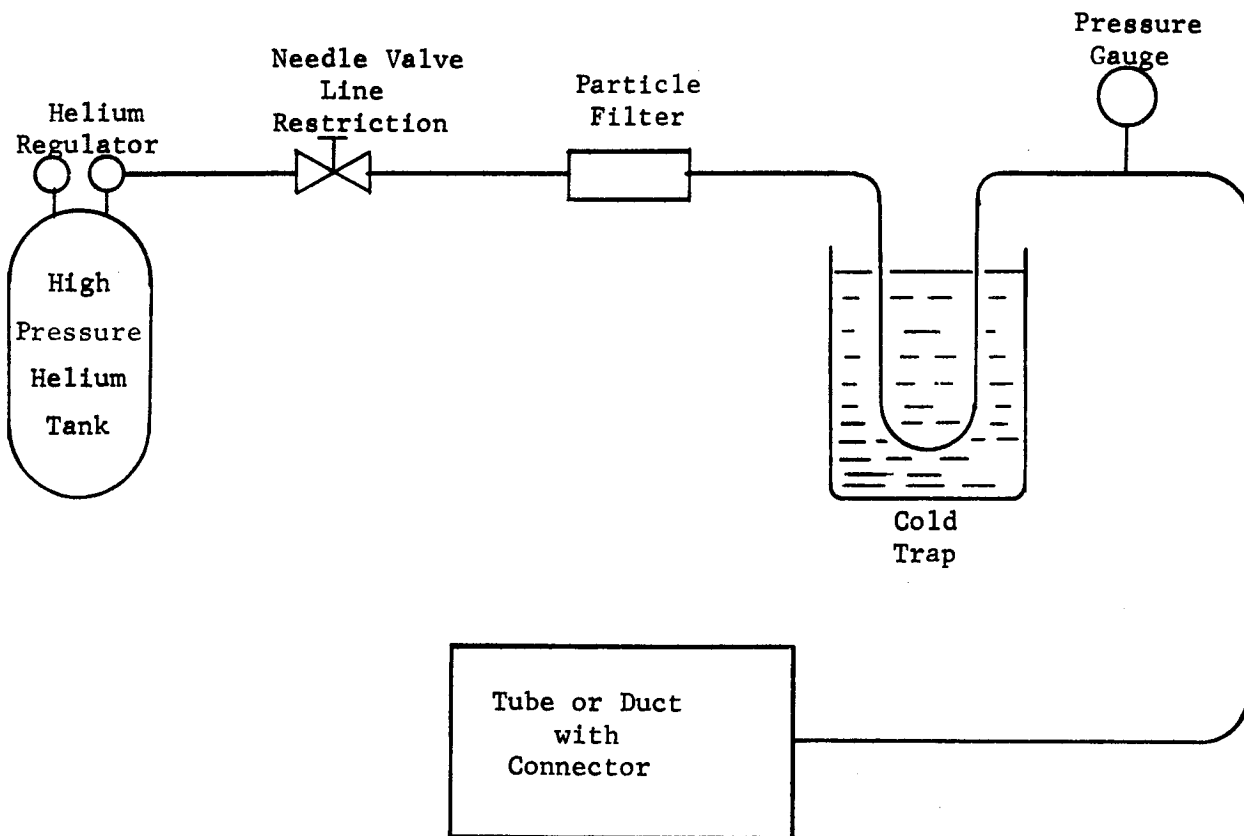 Pressure
Gauge
Needle Valve
Line
Restriction
Particle
Filter
Helium
Regulator
High
Pressure
Helium
Tank
Cold
Trap
Tube or Duct
with
Connector